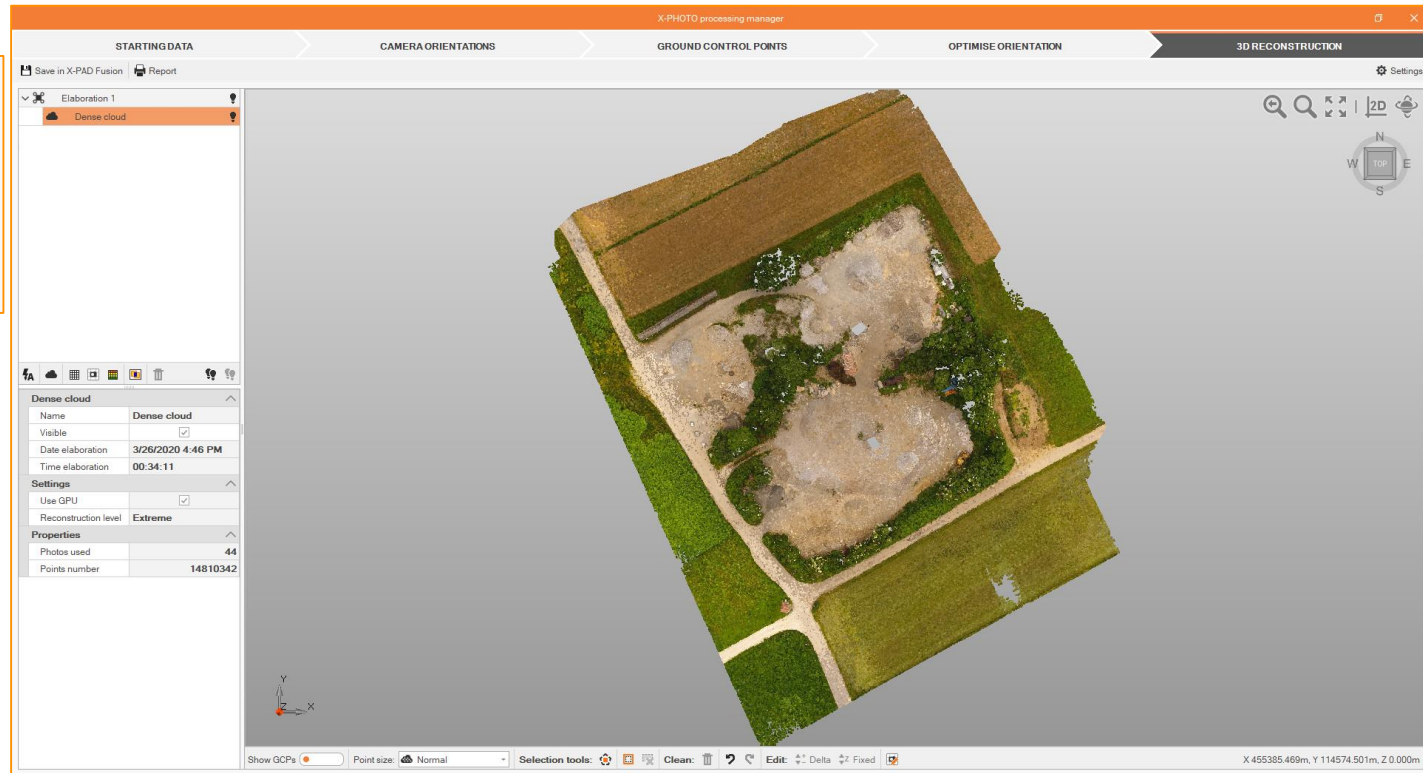 X-PHOTO processing manager
STARTING DATA
CAMERA ORIENTATIONS
GROUND CONTROL POINTS
OPTIMISE ORIENTATION
3D RECONSTRUCTION
Save in X-PAD Fusion
Report
Settings
Elaboration 1
Dense cloud
2D
N
W TOP E
S
Dense cloud
Name Dense cloud
Visible
Date elaboration 3/26/2020 4:46 PM
Time elaboration 00:34:11
Settings
Use GPU
Reconstruction level Extreme
Properties
Photos used 44
Points number 14810342
Y
Z X
Show GCPs Point size: Normal Selection tools: Clean: Edit: Delta Z Fixed X 455385.469m, Y 114574.501m, Z 0.000m